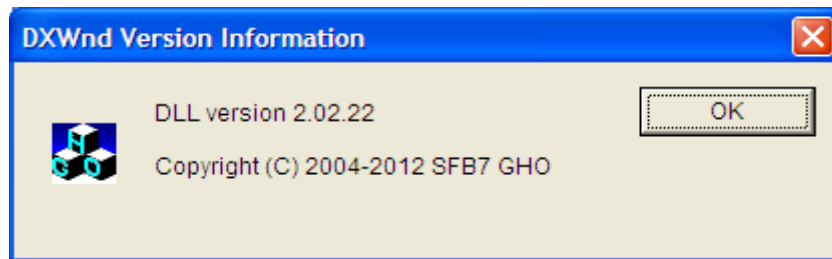 DXWnd Version Information
DLL version 2.02.22
OK
Copyright (C) 2004-2012 SFB7 GHO
H
G O